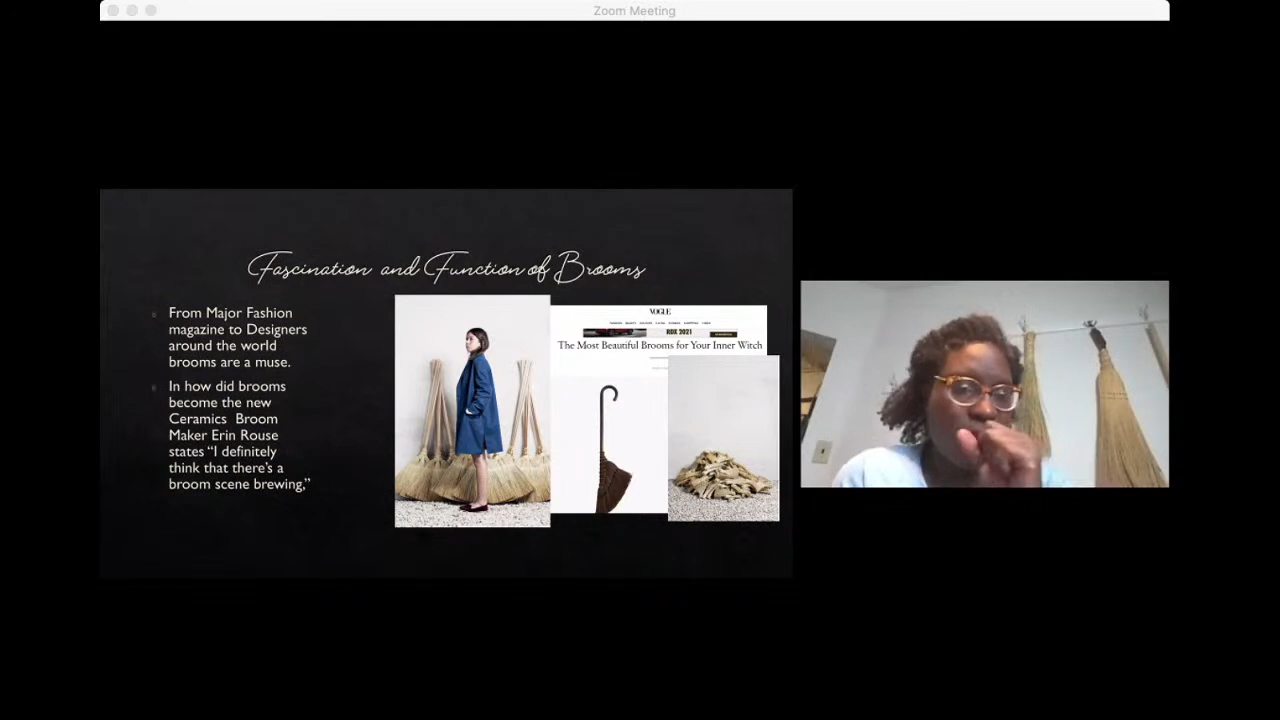 Zoom Meeting
Fascination and Function of Brooms
From Major Fashion
magazine to Designers
around the world
brooms are a muse.
In how did brooms
become the new
Ceramics Broom
Maker Erin Rouse
states “I definitely
think that there’s a
broom scene brewing,”
VOGUE
RDX 2021
The Most Beautiful Brooms for Your Inner Witch